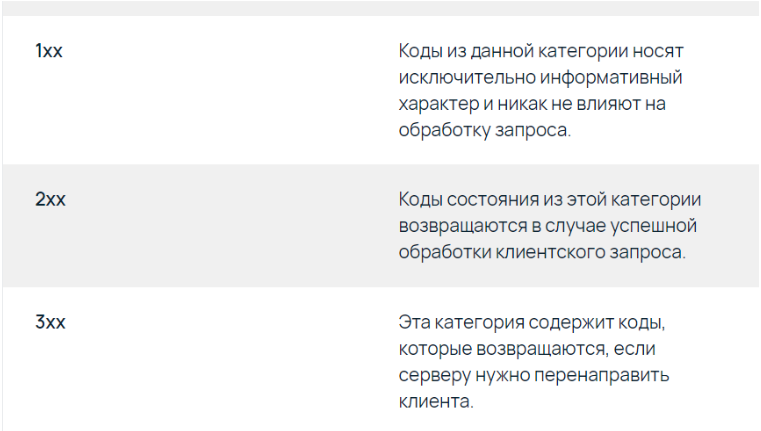 1xx
Коды из данной категории носят
исключительно информативный
характер и никак не влияют на
обработку запроса.
2xx
Коды состояния из этой категории
возвращаются в случае успешной
обработки клиентского запроса.
3xx
Эта категория содержит коды,
которые возвращаются, если
серверу нужно перенаправить
клиента.